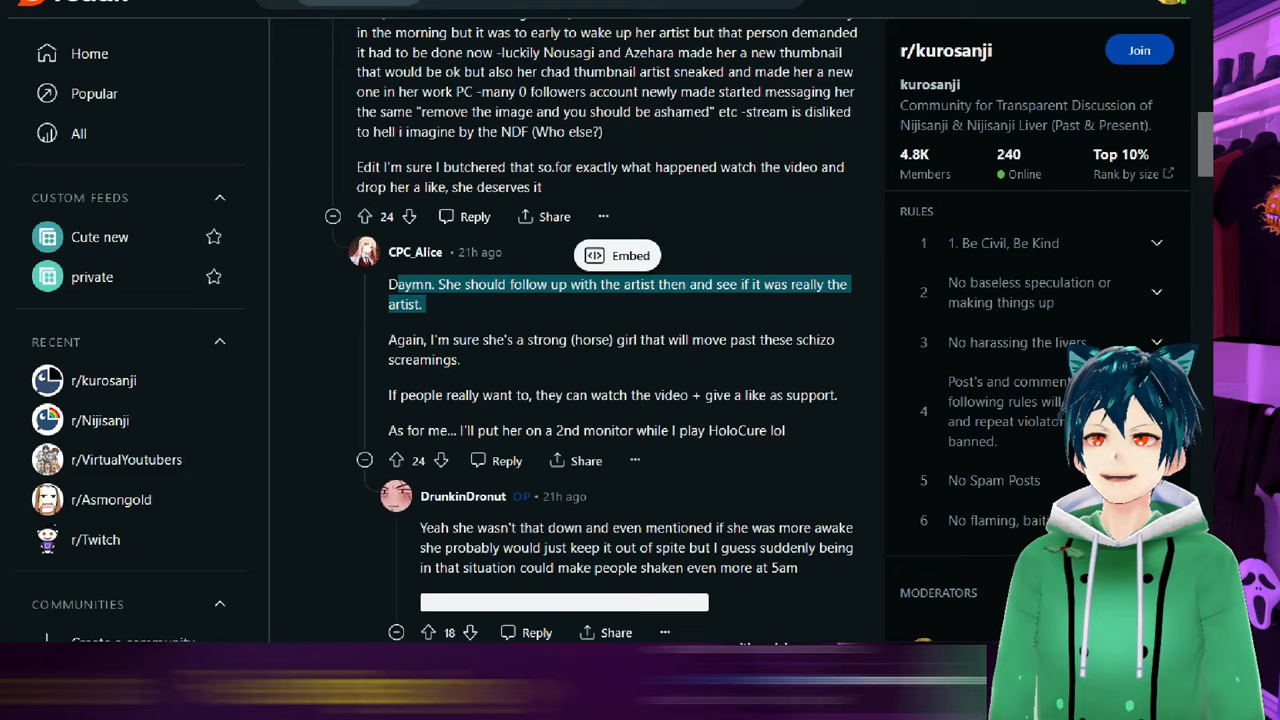 Home
Popular
All
CUSTOM FEEDS
Cute new
private
RECENT
r/kurosanji
r/Nijisanji
r/VirtualYoutubers
r/Asmongold
r/Twitch
COMMUNITIES
in the morning but it was to early to wake up her artist but that person demanded
it had to be done now -luckily Nousagi and Azehara made her a new thumbnail
that would be ok but also her chad thumbnail artist sneaked and made her a new
one in her work PC -many 0 followers account newly made started messaging her
the same "remove the image and you should be ashamed" etc -stream is disliked
to hell i imagine by the NDF (Who else?)
Edit I'm sure I butchered that so.for exactly what happened watch the video and
drop her a like, she deserves it
24 Reply Share ···
CPC_Alice • 21h ago
Embed
Daymn. She should follow up with the artist then and see if it was really the
artist.
Again, I'm sure she's a strong (horse) girl that will move past these schizo
screamings.
If people really want to, they can watch the video + give a like as support.
As for me... I'll put her on a 2nd monitor while I play HoloCure lol
24 Reply Share ···
DrunkinDronut OP • 21h ago
Yeah she wasn't that down and even mentioned if she was more awake
she probably would just keep it out of spite but I guess suddenly being
in that situation could make people shaken even more at 5am
18 Reply Share ···
r/kurosanji
Join
kurosanji
Community for Transparent Discussion of
Nijisanji & Nijisanji Liver (Past & Present).
4.8K 240 Top 10%
Members Online Rank by size
RULES
1 1. Be Civil, Be Kind
2 No baseless speculation or
making things up
3 No harassing the livers
4 Post's and comm
following rules will
and repeat violato
banned.
5 No Spam Posts
6 No flaming, bait
MODERATORS